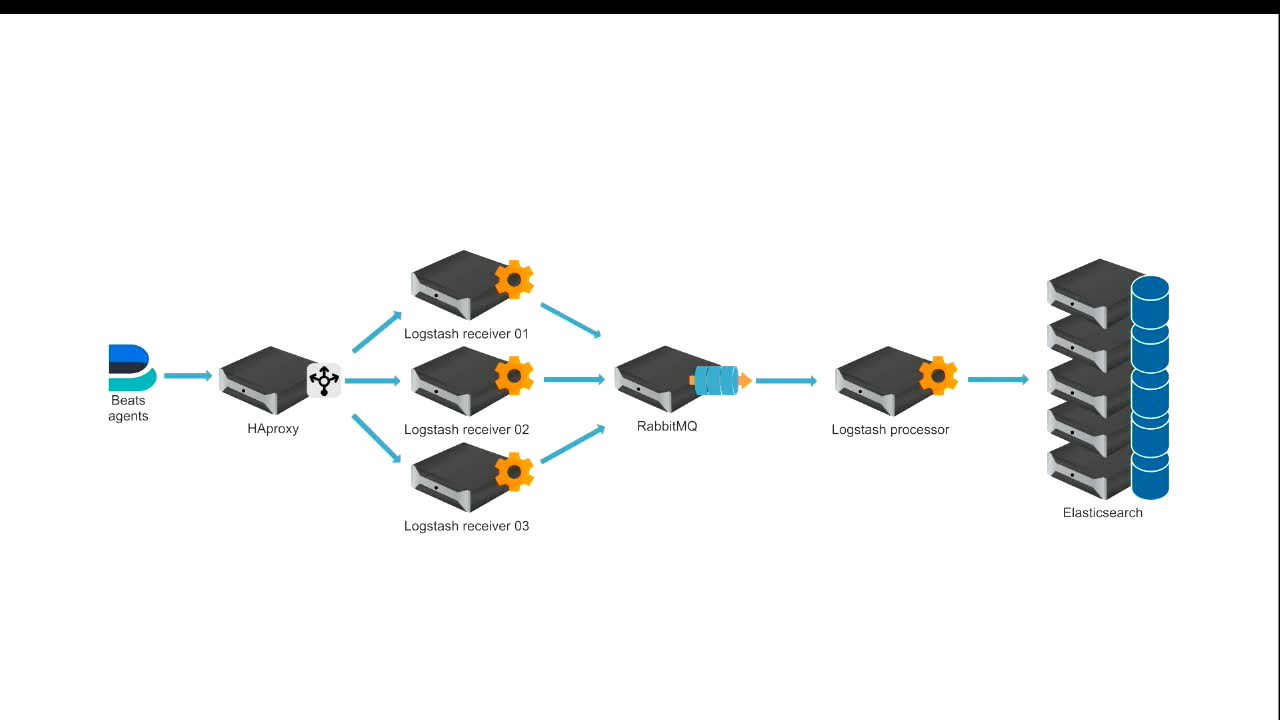 Beats
agents
HAproxy
Logstash receiver 01
Logstash receiver 02
Logstash receiver 03
RabbitMQ
Logstash processor
Elasticsearch